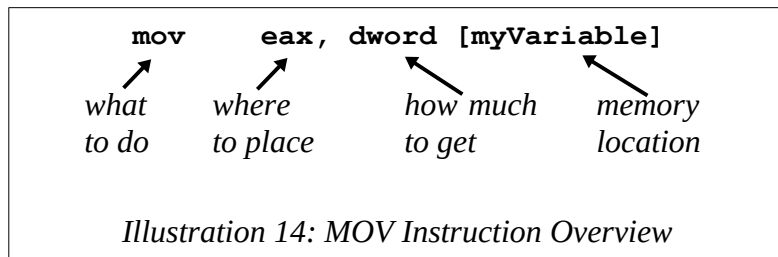 mov eax, dword [myVariable]
what where how much memory
to do to place to get location
Illustration 14: MOV Instruction Overview